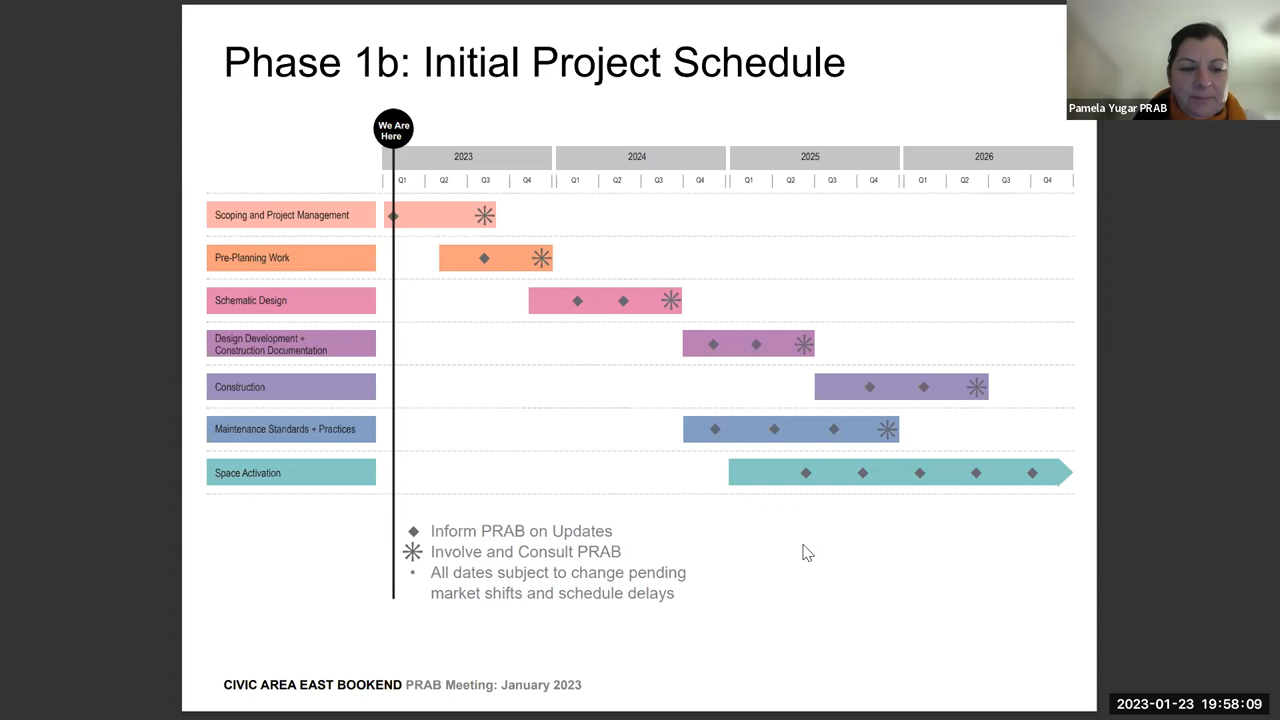 Phase 1b: Initial Project Schedule
Pamela Yugar PRAB
We Are
Here
2023 2024 2025 2026
Q1 Q2 Q3 Q4 Q1 Q2 Q3 Q4 Q1 Q2 Q3 Q4 Q1 Q2 Q3 Q4
Scoping and Project Management
Pre-Planning Work
Schematic Design
Design Development +
Construction Documentation
Construction
Maintenance Standards + Practices
Space Activation
Inform PRAB on Updates
Involve and Consult PRAB
• All dates subject to change pending
market shifts and schedule delays
CIVIC AREA EAST BOOKEND PRAB Meeting: January 2023
2023-01-23 19:58:09